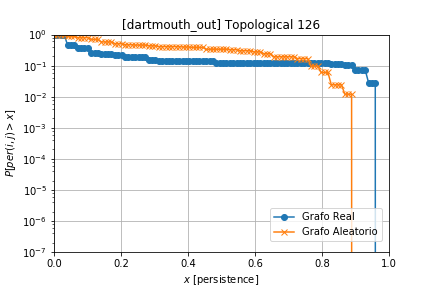 [dartmouth_out] Topological 126
10^0
10^-1
10^-2
10^-3
10^-4
10^-5
10^-6
10^-7
P[per(i, j) > x]
Grafo Real
Grafo Aleatorio
0.0 0.2 0.4 0.6 0.8 1.0
x [persistence]